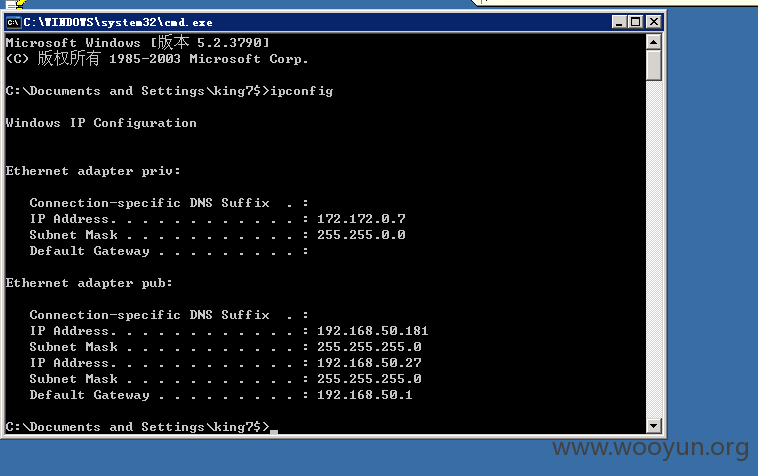 C:\WINDOWS\system32\cmd.exe
Microsoft Windows [版本 5.2.3790]
(C) 版权所有 1985-2003 Microsoft Corp.
C:\Documents and Settings\king7$>ipconfig
Windows IP Configuration
Ethernet adapter priv:
Connection-specific DNS Suffix . :
IP Address. . . . . . . . . . . . : 172.172.0.7
Subnet Mask . . . . . . . . . . . : 255.255.0.0
Default Gateway . . . . . . . . . :
Ethernet adapter pub:
Connection-specific DNS Suffix . :
IP Address. . . . . . . . . . . . : 192.168.50.181
Subnet Mask . . . . . . . . . . . : 255.255.255.0
IP Address. . . . . . . . . . . . : 192.168.50.27
Subnet Mask . . . . . . . . . . . : 255.255.255.0
Default Gateway . . . . . . . . . : 192.168.50.1
C:\Documents and Settings\king7$>
www.wooyun.org